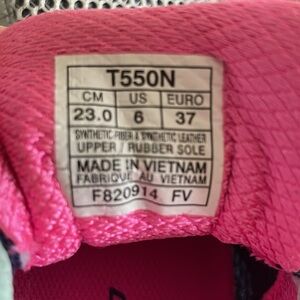 T550N
CM US EURO
23.0 6 37
SYNTHETIC FIBER & SYNTHETIC LEATHER
UPPER / RUBBER SOLE
MADE IN VIETNAM
FABRIQUE AU VIETNAM
F820914 FV